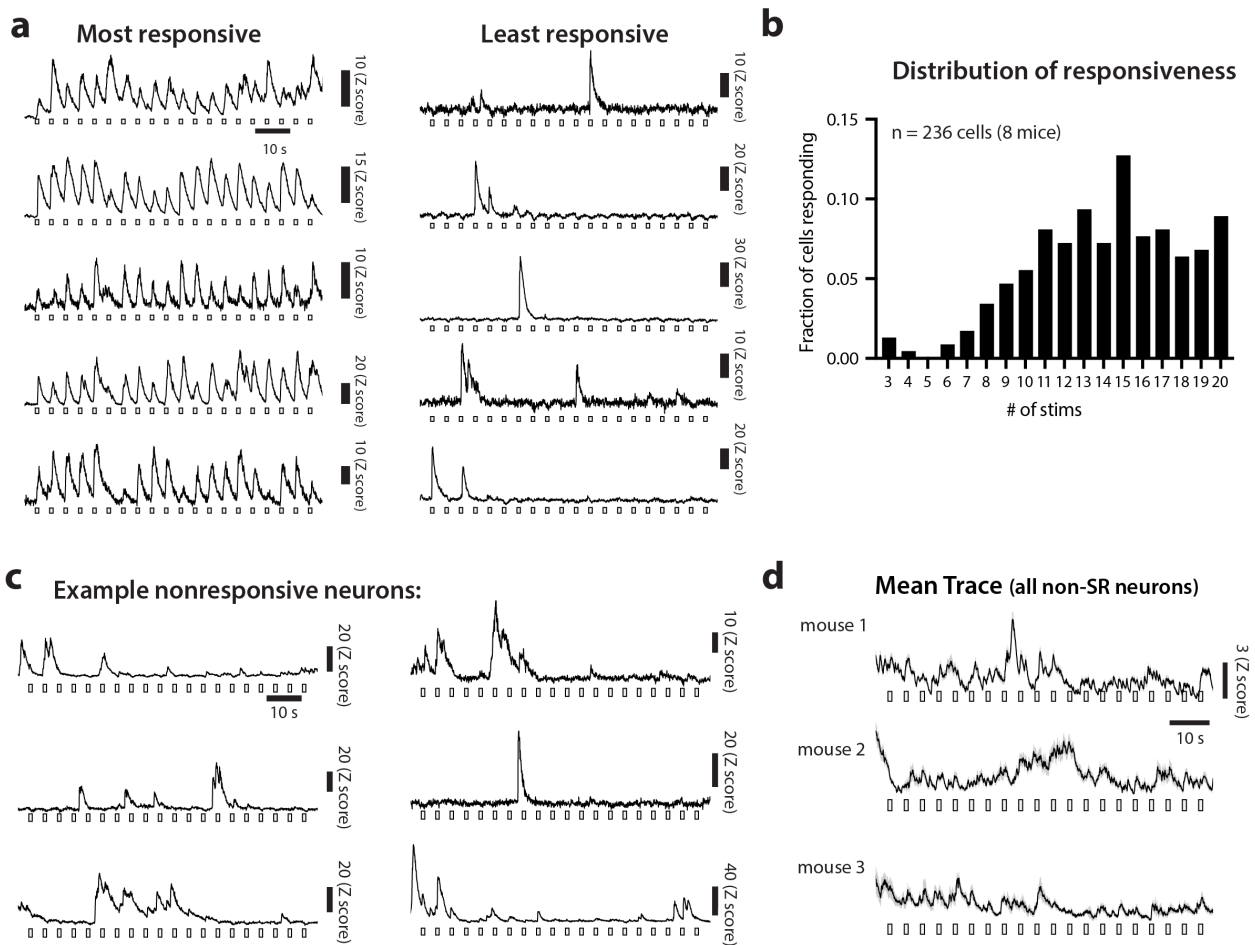 a
Most responsive
Least responsive
10 (Z score)
10 s
15 (Z score)
10 (Z score)
20 (Z score)
10 (Z score)
10 (Z score)
20 (Z score)
30 (Z score)
10 (Z score)
20 (Z score)
b
Distribution of responsiveness
n = 236 cells (8 mice)
Fraction of cells responding
0.15
0.10
0.05
0.00
3 4 5 6 7 8 9 10 11 12 13 14 15 16 17 18 19 20
# of stims
c
Example nonresponsive neurons:
20 (Z score)
10 s
20 (Z score)
20 (Z score)
10 (Z score)
20 (Z score)
40 (Z score)
d
Mean Trace (all non-SR neurons)
mouse 1
3 (Z score)
10 s
mouse 2
mouse 3